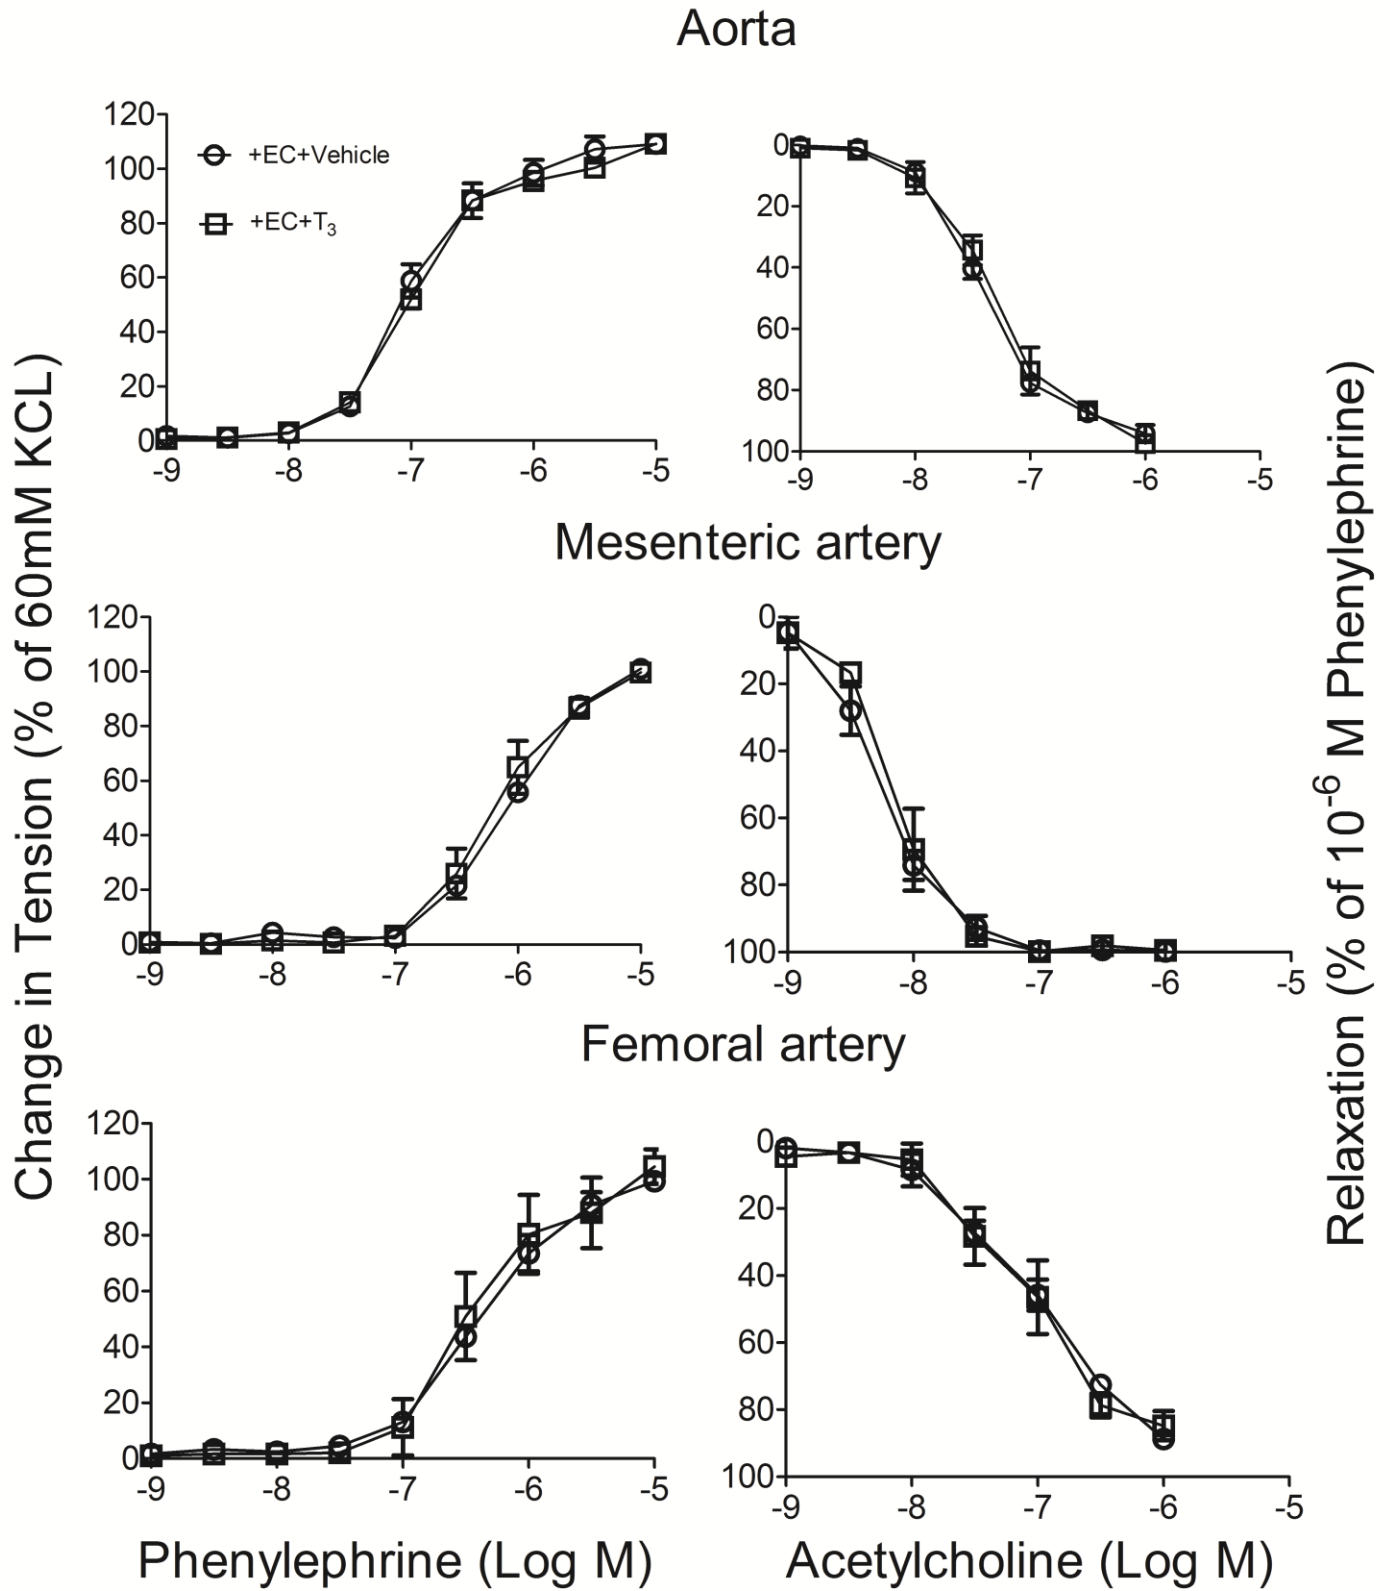 Aorta
Change in Tension (% of 60mM KCL)
Relaxation (% of 10-6 M Phenylephrine)
120
100
80
60
40
20
0
+EC+Vehicle
+EC+T3
-9 -8 -7 -6 -5
0
20
40
60
80
100
-9 -8 -7 -6 -5
Mesenteric artery
120
100
80
60
40
20
0
-9 -8 -7 -6 -5
0
20
40
60
80
100
-9 -8 -7 -6 -5
Femoral artery
120
100
80
60
40
20
0
-9 -8 -7 -6 -5
0
20
40
60
80
100
-9 -8 -7 -6 -5
Phenylephrine (Log M)
Acetylcholine (Log M)